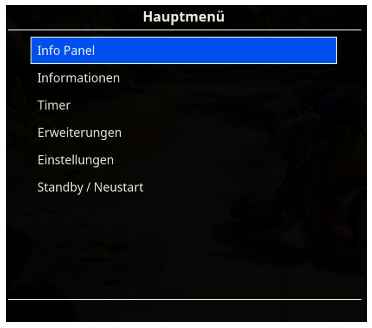 Hauptmenü
Info Panel
Informationen
Timer
Erweiterungen
Einstellungen
Standby / Neustart